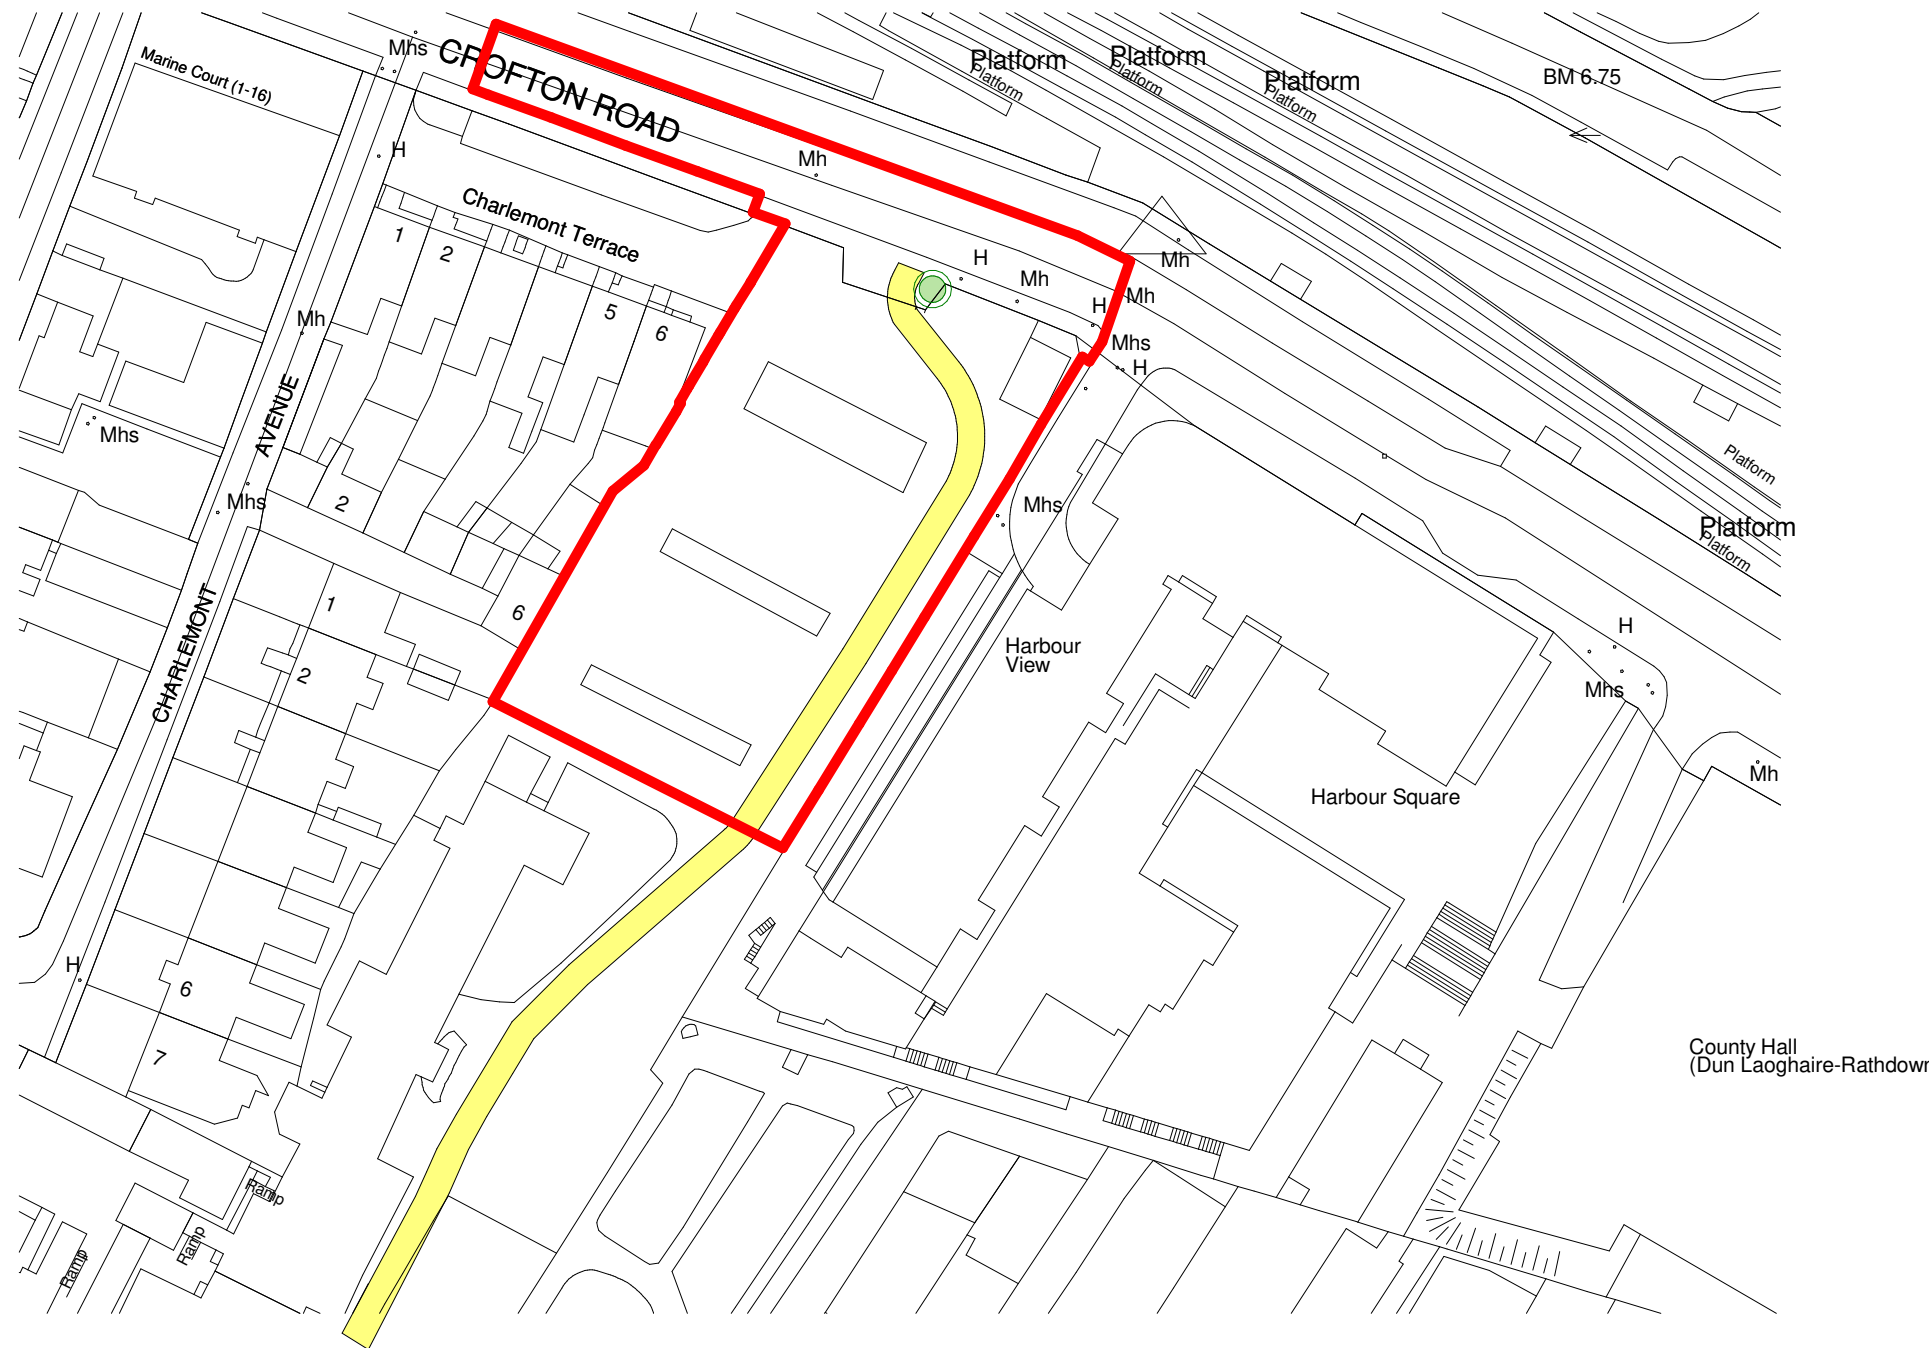 Mhs
CROFTON ROAD
Marine Court (1-16)
Platform
Platform
Platform
Platform
Platform
Platform
BM 6.75
H
Mh
Charlemont Terrace
1
2
5
6
H
Mh
Mh
Mh
H
Mhs
H
Mh
AVENUE
Mhs
Mhs
2
6
Mhs
Platform
Platform
Platform
CHARLEMONT
1
2
Harbour
View
H
Mhs
Mh
Harbour Square
H
6
7
County Hall
(Dun Laoghaire-Rathdown
Ramp
Ramp
Ramp